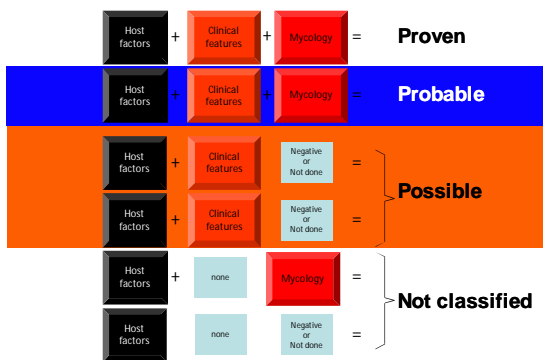 Host factors + Clinical features + Mycology = Proven
Host factors + Clinical features + Mycology = Probable
Host factors + Clinical features Negative or Not done =
Possible
Host factors + Clinical features Negative or Not done =
Host factors + none Mycology =
Not classified
Host factors none Negative or Not done =